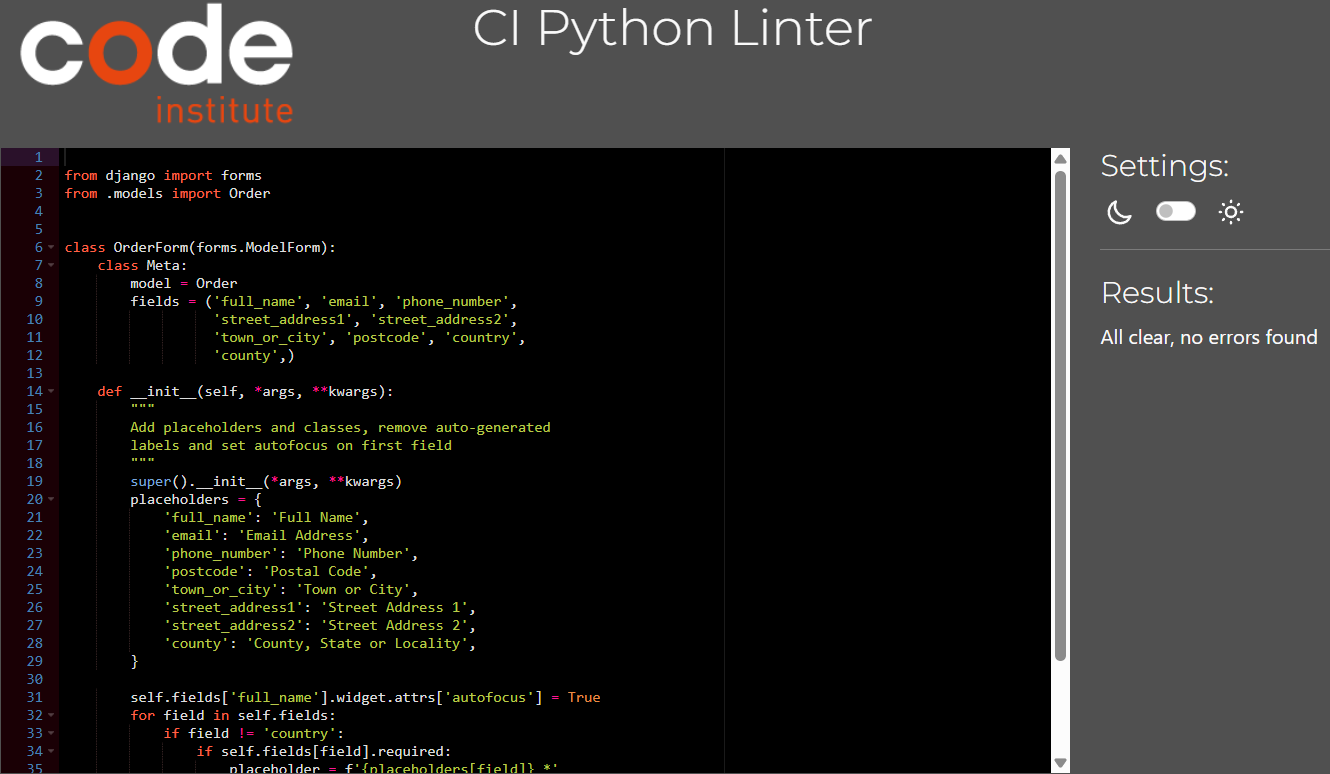 code
institute
CI Python Linter
1
2 from django import forms
3 from .models import Order
4
5
6 class OrderForm(forms.ModelForm):
7     class Meta:
8         model = Order
9         fields = ('full_name', 'email', 'phone_number',
10                   'street_address1', 'street_address2',
11                   'town_or_city', 'postcode', 'country',
12                   'county',)
13
14     def __init__(self, *args, **kwargs):
15         """
16         Add placeholders and classes, remove auto-generated
17         labels and set autofocus on first field
18         """
19         super().__init__(*args, **kwargs)
20         placeholders = {
21             'full_name': 'Full Name',
22             'email': 'Email Address',
23             'phone_number': 'Phone Number',
24             'postcode': 'Postal Code',
25             'town_or_city': 'Town or City',
26             'street_address1': 'Street Address 1',
27             'street_address2': 'Street Address 2',
28             'county': 'County, State or Locality',
29         }
30
31         self.fields['full_name'].widget.attrs['autofocus'] = True
32         for field in self.fields:
33             if field != 'country':
34                 if self.fields[field].required:
35                     placeholder = f'{placeholders[field]} *'
Settings:
Results:
All clear, no errors found